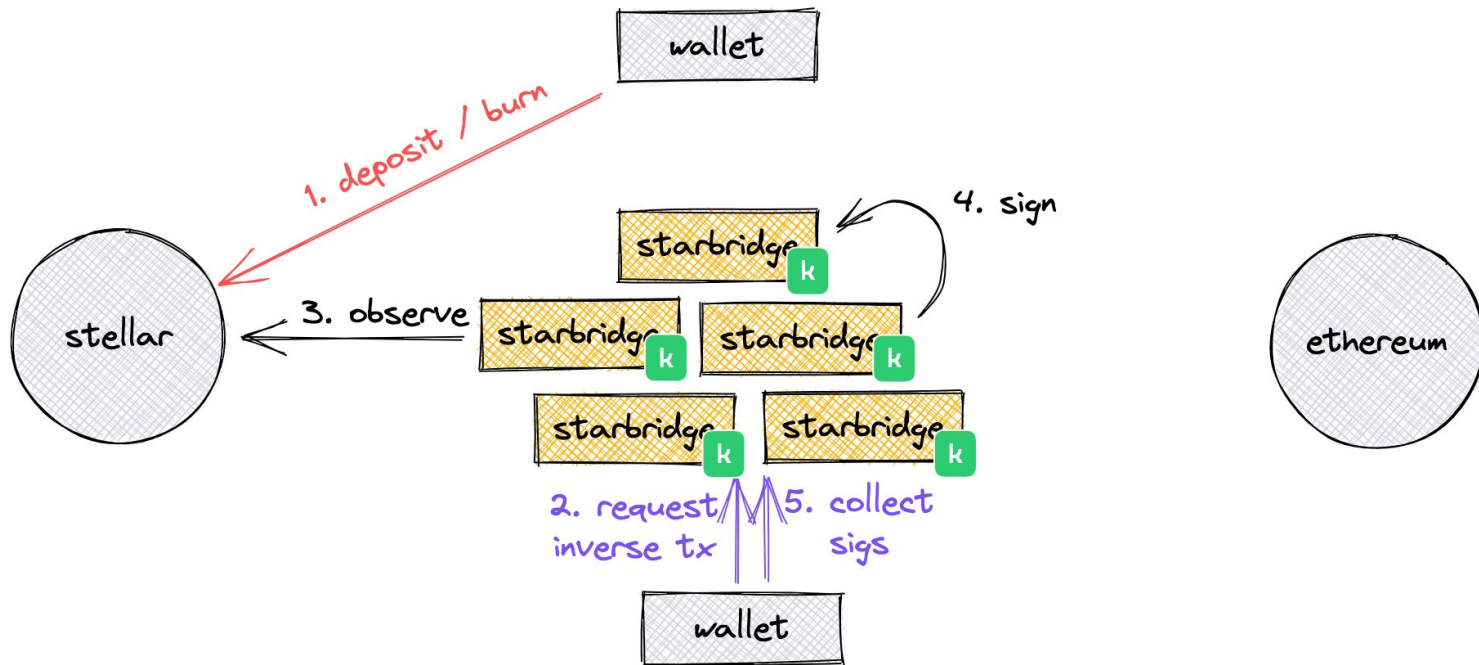 wallet
1. deposit / burn
4. sign
starbridge
k
stellar
3. observe
starbridge
k
starbridge
k
ethereum
starbridge
k
starbridge
k
2. request
inverse tx
5. collect
sigs
wallet